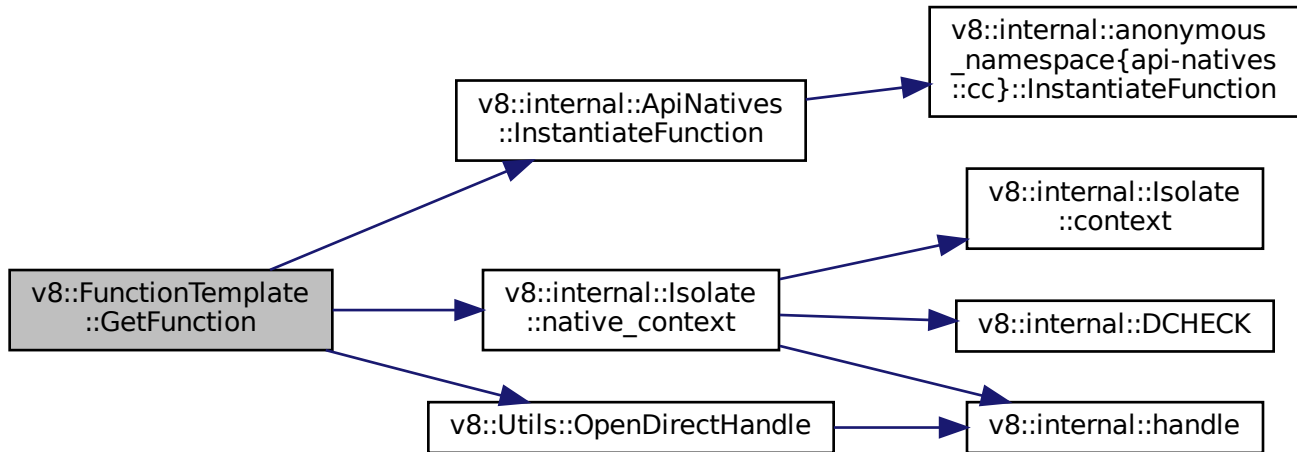 v8::internal::anonymous
_namespace{api-natives
::cc}::InstantiateFunction
v8::internal::ApiNatives
::InstantiateFunction
v8::internal::Isolate
::context
v8::FunctionTemplate
::GetFunction
v8::internal::Isolate
::native_context
v8::internal::DCHECK
v8::Utils::OpenDirectHandle
v8::internal::handle